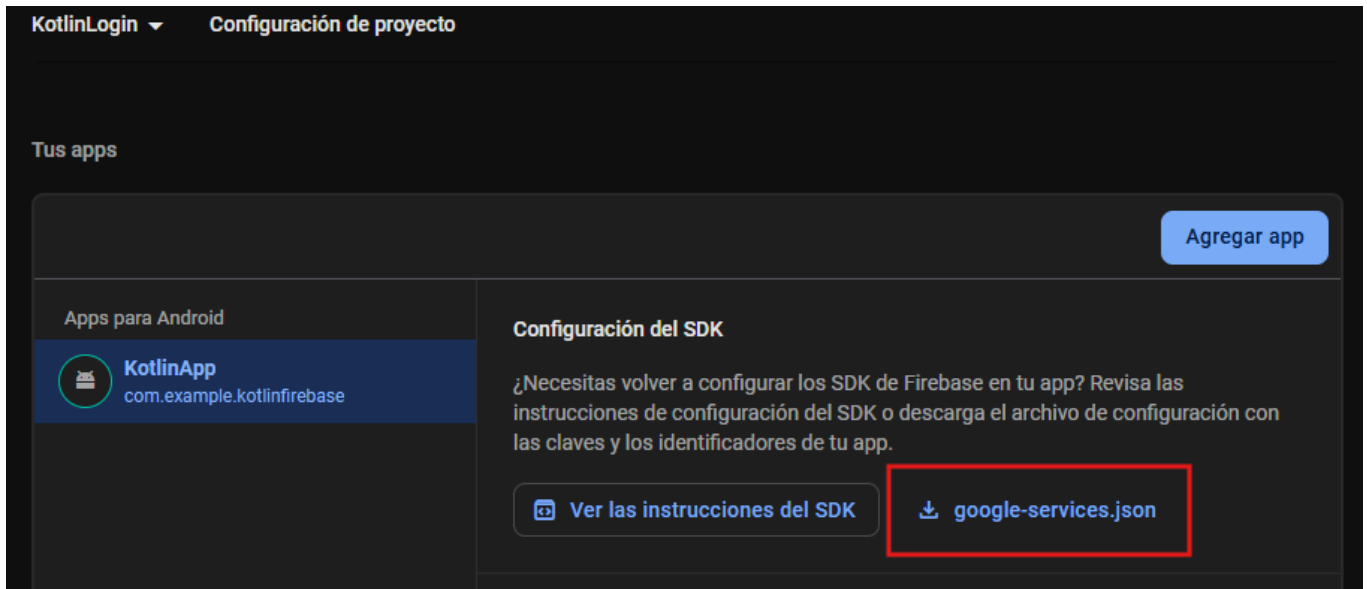 KotlinLogin Configuración de proyecto
Tus apps
Agregar app
Apps para Android
KotlinApp
com.example.kotlinfirebase
Configuración del SDK
¿Necesitas volver a configurar los SDK de Firebase en tu app? Revisa las
instrucciones de configuración del SDK o descarga el archivo de configuración con
las claves y los identificadores de tu app.
Ver las instrucciones del SDK
google-services.json